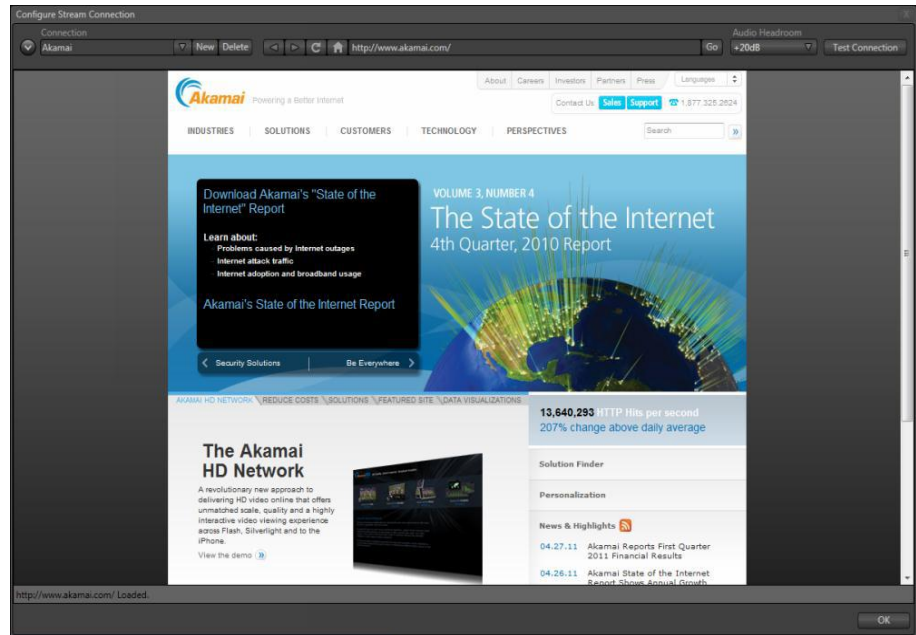 Configure Stream Connection
Connection
Audio Headroom
Akamai
New Delete
http://www.akamai.com/
Go
+20dB
Test Connection
About Careers Investors Partners Press Languages
Akamai Powering a Better Internet
Contact Us Sales Support 1.877.325.2624
INDUSTRIES SOLUTIONS CUSTOMERS TECHNOLOGY PERSPECTIVES
Search
Download Akamai's "State of the
Internet" Report
Learn about:
Problems caused by Internet outages
Internet attack traffic
Internet adoption and broadband usage
Akamai's State of the Internet Report
Security Solutions
Be Everywhere
VOLUME 3, NUMBER 4
The State of the Internet
4th Quarter, 2010 Report
AKAMAI HD NETWORK \REDUCE COSTS \SOLUTIONS \FEATURED SITE \DATA VISUALIZATIONS
The Akamai
HD Network
A revolutionary new approach to
delivering HD video online that offers
unmatched scale, quality and a highly
interactive video viewing experience
across Flash, Silverlight and to the
iPhone.
View the demo
13,640,293 HTTP Hits per second
207% change above daily average
Solution Finder
Personalization
News & Highlights
04.27.11 Akamai Reports First Quarter
2011 Financial Results
04.26.11 Akamai State of the Internet
Report Shows Annual Growth
http://www.akamai.com/ Loaded.
OK